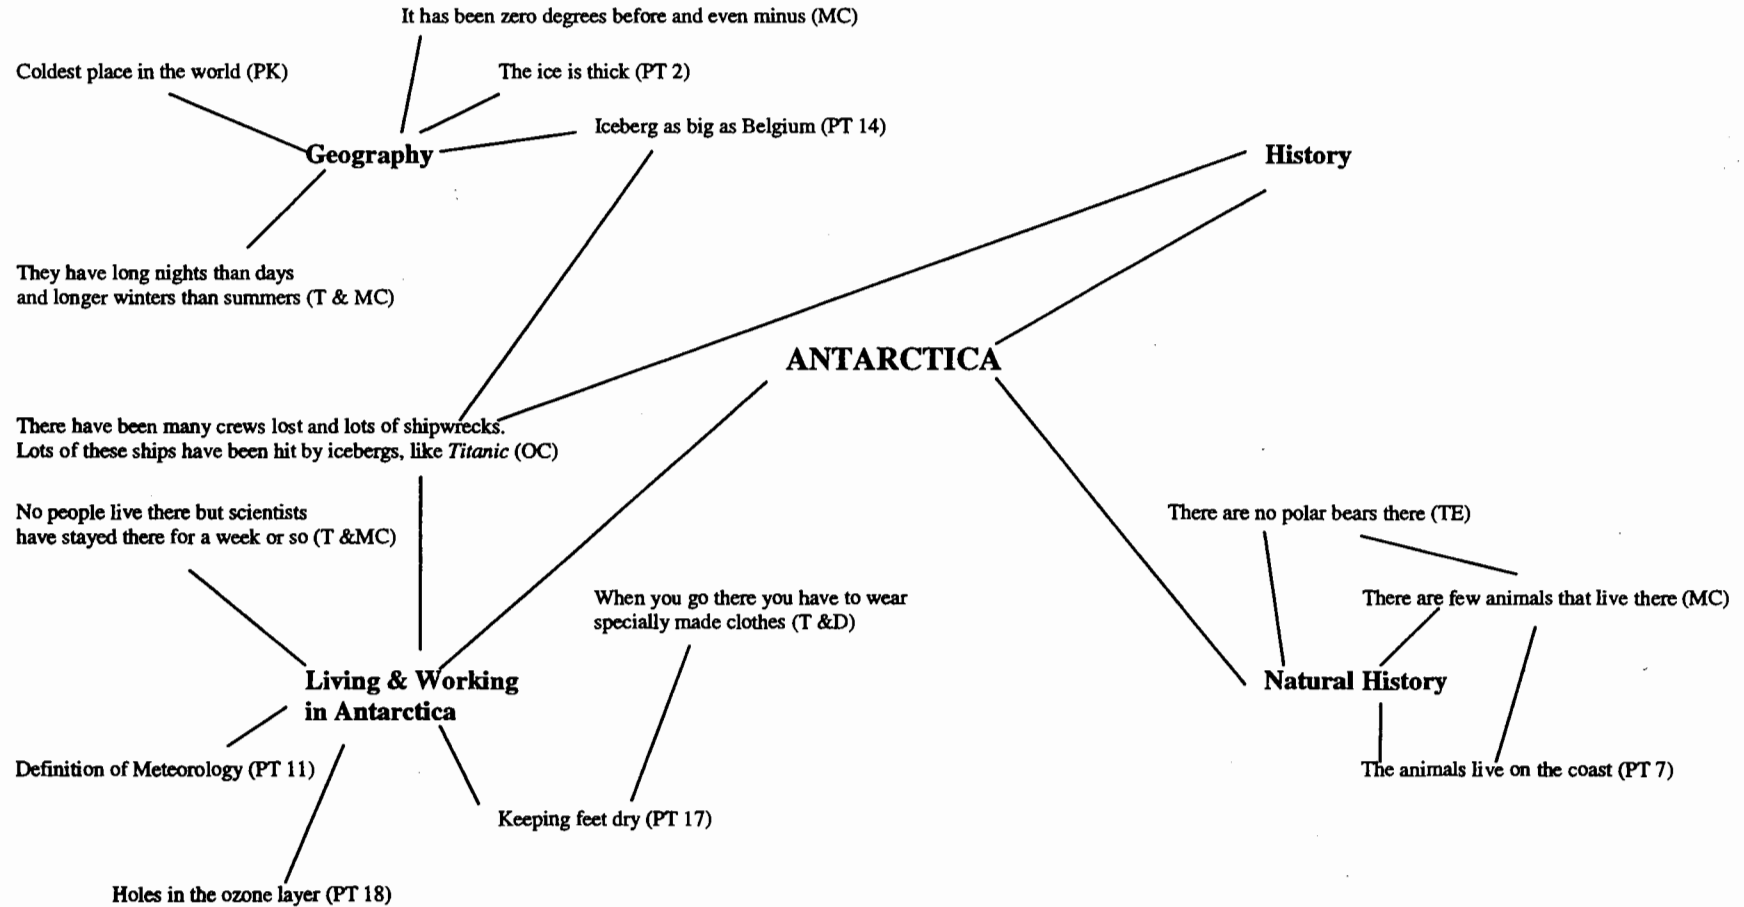 It has been zero degrees before and even minus (MC)
Coldest place in the world (PK)
The ice is thick (PT 2)
Iceberg as big as Belgium (PT 14)
Geography
History
They have long nights than days
and longer winters than summers (T & MC)
ANTARCTICA
There have been many crews lost and lots of shipwrecks.
Lots of these ships have been hit by icebergs, like Titanic (OC)
No people live there but scientists
have stayed there for a week or so (T &MC)
There are no polar bears there (TE)
When you go there you have to wear
specially made clothes (T &D)
There are few animals that live there (MC)
Living & Working
in Antarctica
Natural History
Definition of Meteorology (PT 11)
The animals live on the coast (PT 7)
Keeping feet dry (PT 17)
Holes in the ozone layer (PT 18)